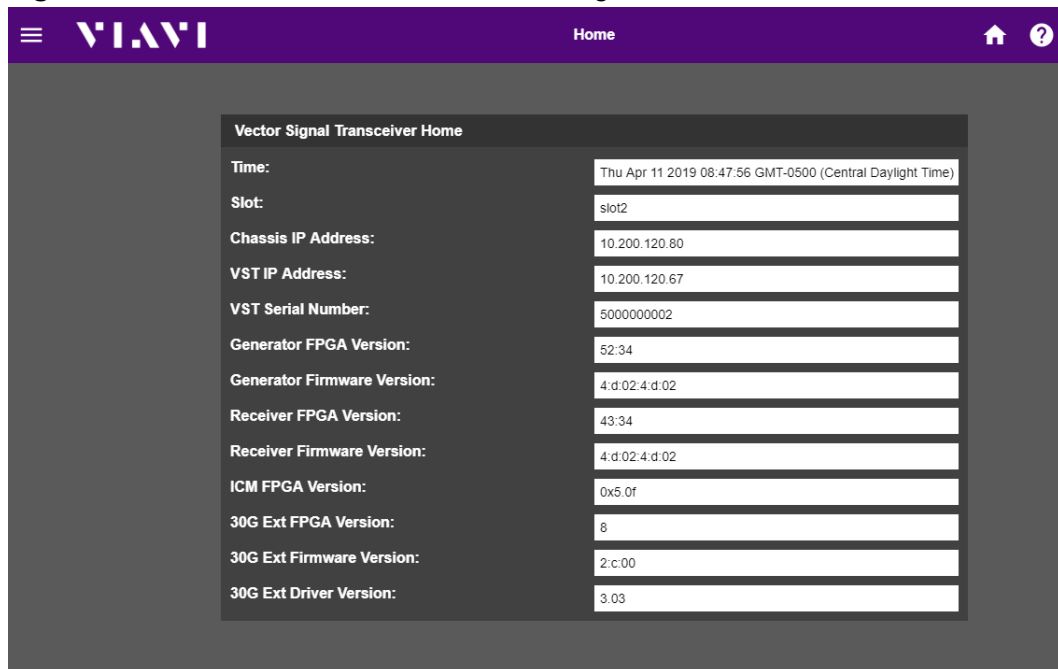 VIAVI
Home
?
Vector Signal Transceiver Home
Time: Thu Apr 11 2019 08:47:56 GMT-0500 (Central Daylight Time)
Slot: slot2
Chassis IP Address: 10.200.120.80
VST IP Address: 10.200.120.67
VST Serial Number: 5000000002
Generator FPGA Version: 52:34
Generator Firmware Version: 4:d:02:4:d:02
Receiver FPGA Version: 43:34
Receiver Firmware Version: 4:d:02:4:d:02
ICM FPGA Version: 0x5.0f
30G Ext FPGA Version: 8
30G Ext Firmware Version: 2:c:00
30G Ext Driver Version: 3.03